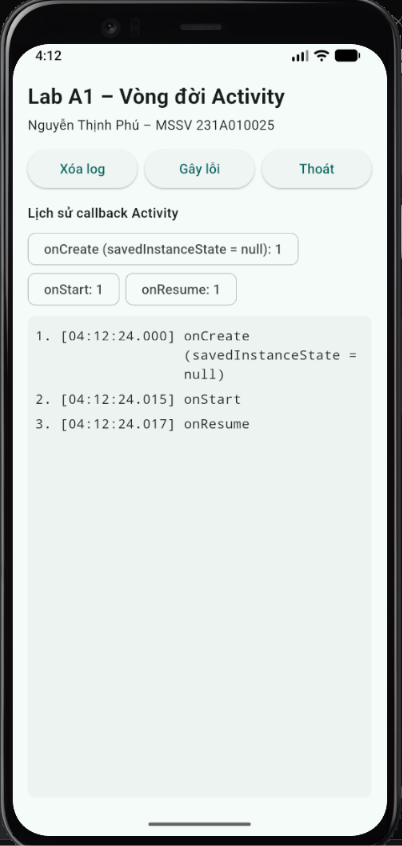 4:12
Lab A1 – Vòng đời Activity
Nguyễn Thịnh Phú – MSSV 231A010025
Xóa log Gây lỗi Thoát
Lịch sử callback Activity
onCreate (savedInstanceState = null): 1
onStart: 1 onResume: 1
1. [04:12:24.000] onCreate
(savedInstanceState =
null)
2. [04:12:24.015] onStart
3. [04:12:24.017] onResume